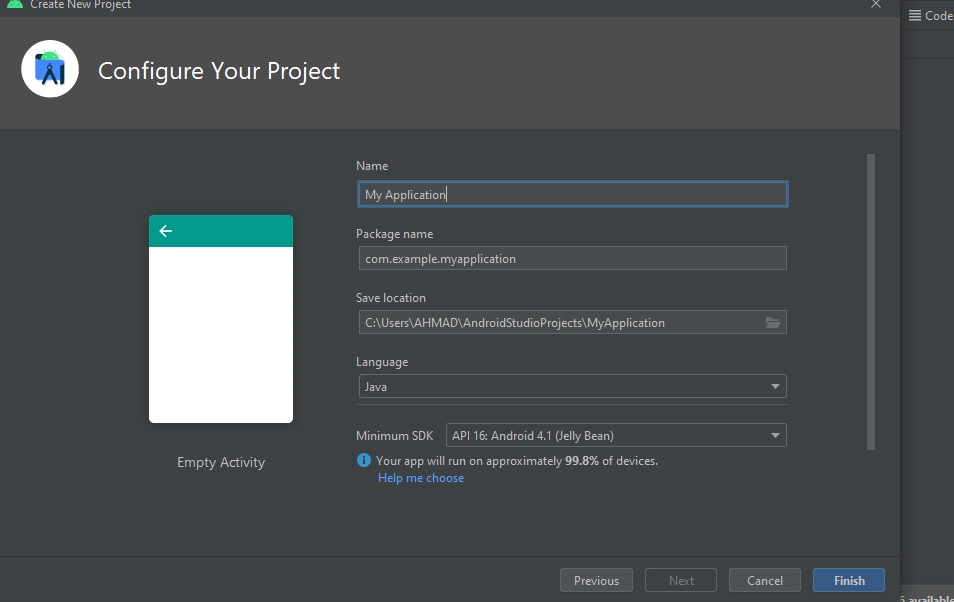 Create New Project
Code
Configure Your Project
Name
My Application
Package name
com.example.myapplication
Save location
C:\Users\AHMAD\AndroidStudioProjects\MyApplication
Language
Java
Minimum SDK
API 16: Android 4.1 (Jelly Bean)
Your app will run on approximately 99.8% of devices.
Help me choose
Empty Activity
Previous
Next
Cancel
Finish
available